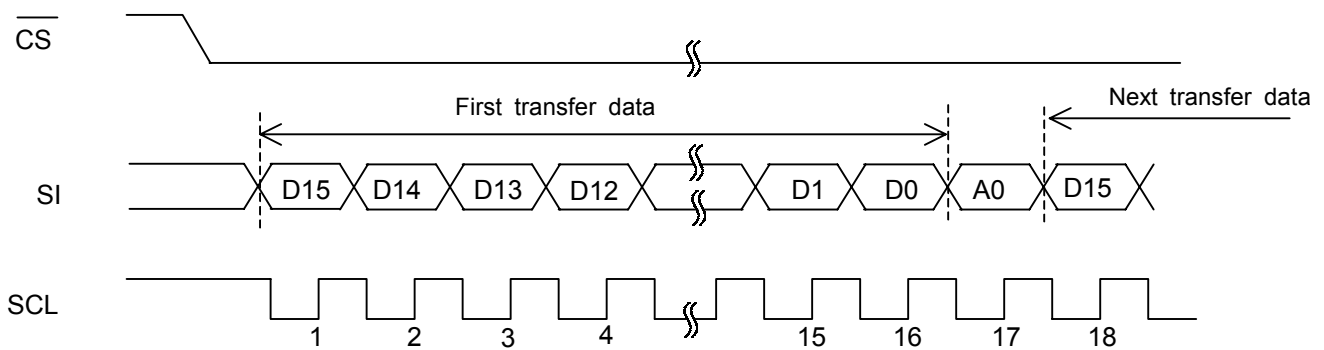 CS
First transfer data
Next transfer data
SI D15 D14 D13 D12 D1 D0 A0 D15
SCL
1 2 3 4 15 16 17 18